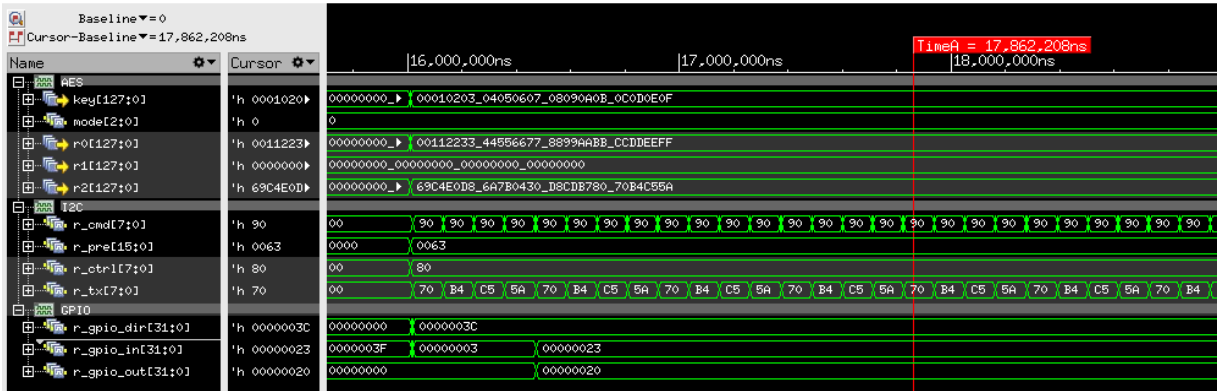 Baseline▼=0
Cursor-Baseline▼=17,862,208ns
TimeA = 17,862,208ns
Name Cursor |16,000,000ns |17,000,000ns |18,000,000ns
AES
key[127:0] 'h 0001020▶ 00000000_▶ 00010203_04050607_08090A0B_0C0D0E0F
mode[2:0] 'h 0 0
r0[127:0] 'h 0011223▶ 00000000_▶ 00112233_44556677_8899AABB_CCDDEEFF
r1[127:0] 'h 0000000▶ 00000000_00000000_00000000_00000000
r2[127:0] 'h 69C4E0D▶ 00000000_▶ 69C4E0D8_6A7B0430_D8CDB780_70B4C55A
I2C
r_cmd[7:0] 'h 90 00 90 90 90 90 90 90 90 90 90 90 90 90 90 90 90 90 90 90 90 90 90 90 90 90 90 90
r_pre[15:0] 'h 0063 0000 0063
r_ctrl[7:0] 'h 80 00 80
r_tx[7:0] 'h 70 00 70 B4 C5 5A 70 B4 C5 5A 70 B4 C5 5A 70 B4 C5 5A 70 B4 C5 5A 70 B4 C5 5A 70 B4
GPIO
r_gpio_dir[31:0] 'h 0000003C 00000000 0000003C
r_gpio_in[31:0] 'h 00000023 0000003F 00000003 00000023
r_gpio_out[31:0] 'h 00000020 00000000 00000020